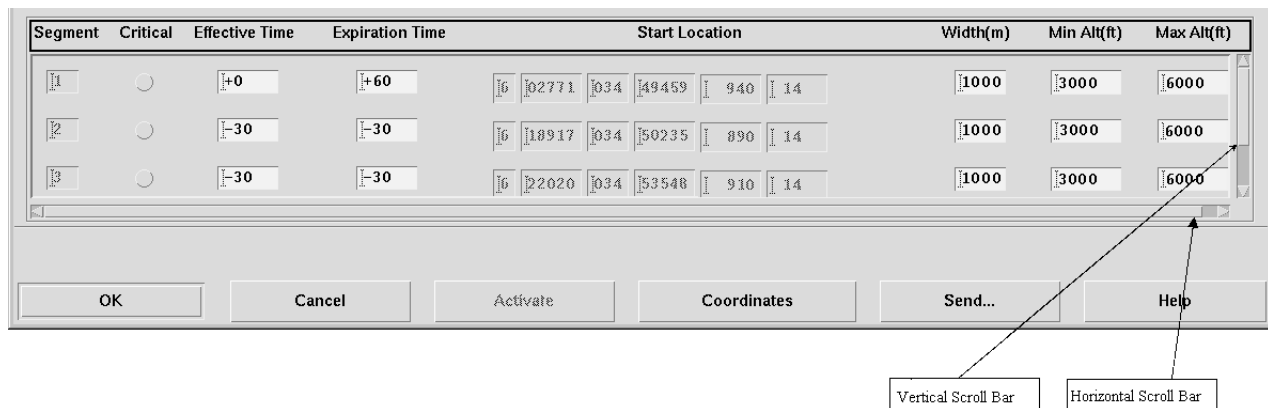 Segment Critical Effective Time Expiration Time Start Location Width(m) Min Alt(ft) Max Alt(ft)
1 +0 +60 6 02771 034 49459 940 14 1000 3000 6000
2 -30 -30 6 18917 034 50235 890 14 1000 3000 6000
3 -30 -30 6 22020 034 53548 910 14 1000 3000 6000
OK Cancel Activate Coordinates Send... Help
Vertical Scroll Bar Horizontal Scroll Bar